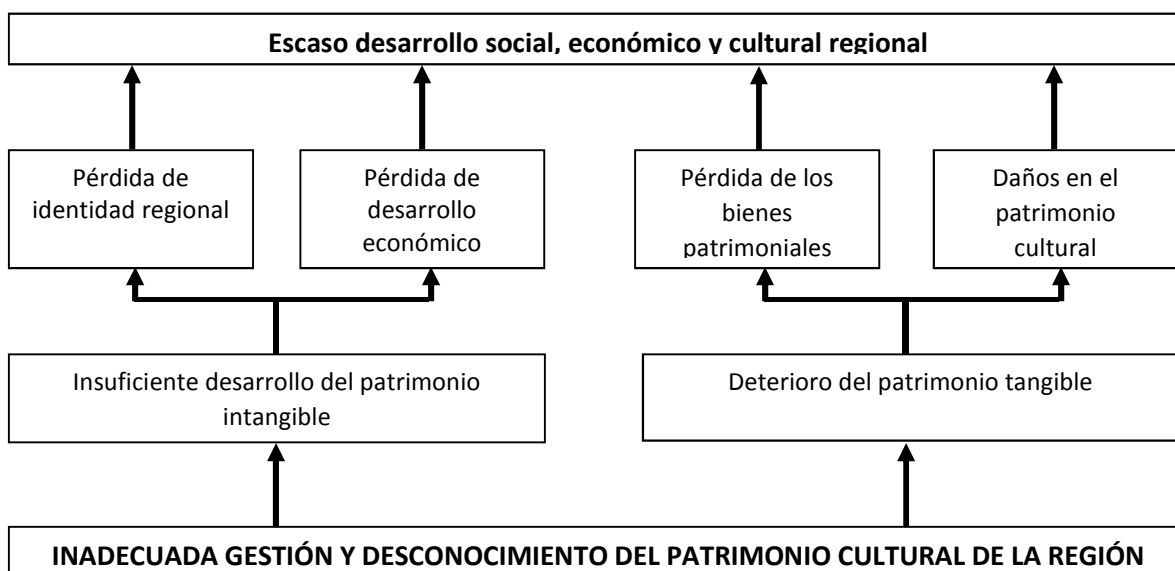 Escaso desarrollo social, económico y cultural regional
Pérdida de
identidad regional
Pérdida de
desarrollo
económico
Pérdida de los
bienes
patrimoniales
Daños en el
patrimonio
cultural
Insuficiente desarrollo del patrimonio
intangible
Deterioro del patrimonio tangible
INADECUADA GESTIÓN Y DESCONOCIMIENTO DEL PATRIMONIO CULTURAL DE LA REGIÓN